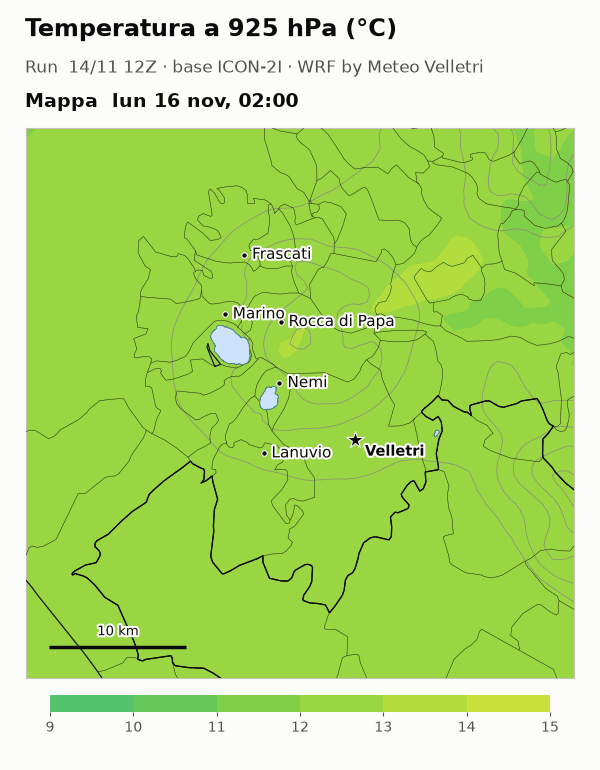 Temperatura a 925 hPa (°C)
Run  14/11 12Z · base ICON-2I · WRF by Meteo Velletri
Mappa  lun 16 nov, 02:00
Frascati
Marino
Rocca di Papa
Nemi
Velletri
Lanuvio
10 km
9 10 11 12 13 14 15